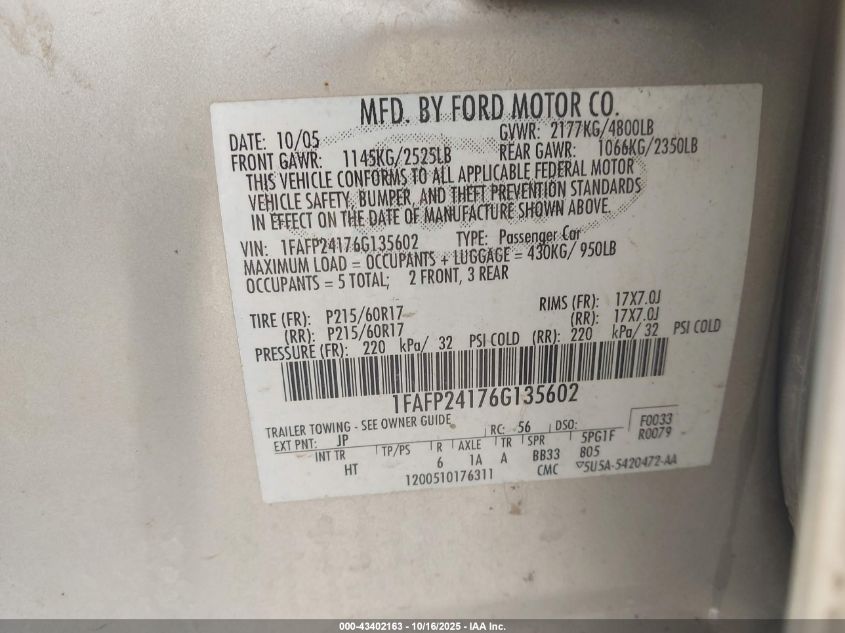 MFD. BY FORD MOTOR CO.
DATE: 10/05 GVWR: 2177KG/4800LB
FRONT GAWR: 1145KG/2525LB REAR GAWR: 1066KG/2350LB
THIS VEHICLE CONFORMS TO ALL APPLICABLE FEDERAL MOTOR
VEHICLE SAFETY, BUMPER, AND THEFT PREVENTION STANDARDS
IN EFFECT ON THE DATE OF MANUFACTURE SHOWN ABOVE.
VIN: 1FAFP24176G135602 TYPE: Passenger Car
MAXIMUM LOAD = OCCUPANTS + LUGGAGE = 430KG/ 950LB
OCCUPANTS = 5 TOTAL; 2 FRONT, 3 REAR
TIRE (FR): P215/60R17 RIMS (FR): 17X7.0J
(RR): P215/60R17 (RR): 17X7.0J
PRESSURE (FR): 220 kPa/ 32 PSI COLD (RR): 220 kPa/ 32 PSI COLD
1FAFP24176G135602
TRAILER TOWING - SEE OWNER GUIDE
EXT PNT: JP RC: 56 DSO: F0033
R0079
INT TR TP/PS R AXLE TR SPR 5PG1F
HT 6 1A A BB33 805
1200510176311 CMC ▽5U5A-5420472-AA
000-43402163 - 10/16/2025 - IAA Inc.